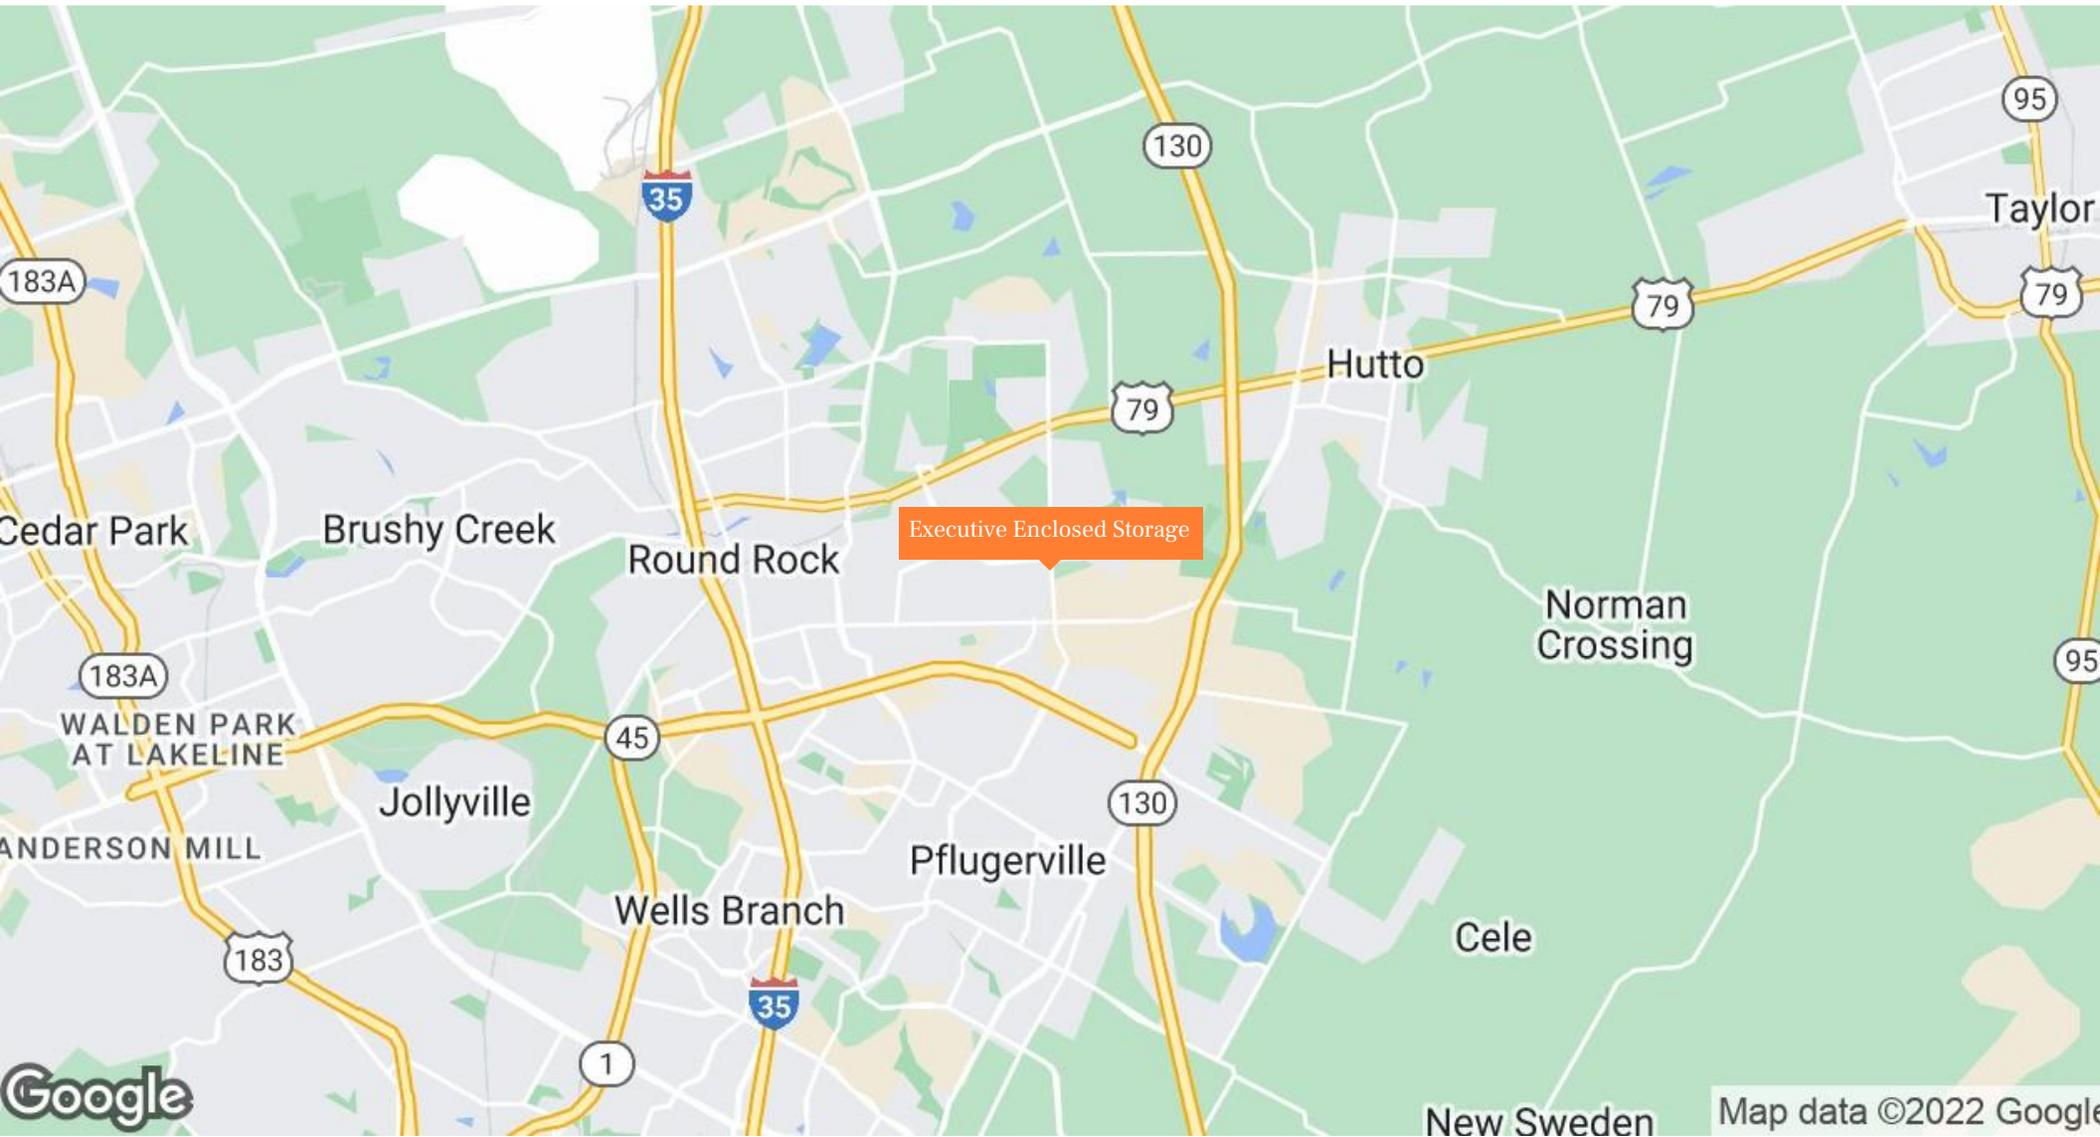 95
130
35
Taylor
183A
79
79
Hutto
79
Executive Enclosed Storage
Cedar Park
Brushy Creek
Round Rock
Norman
Crossing
183A
95
WALDEN PARK
AT LAKELINE
45
Jollyville
130
ANDERSON MILL
Pflugerville
Wells Branch
Cele
183
35
1
Google
New Sweden
Map data ©2022 Google